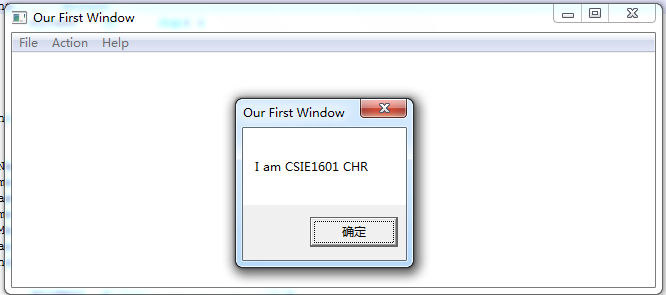 Our First Window
File Action Help
Our First Window
I am CSIE1601 CHR
确定